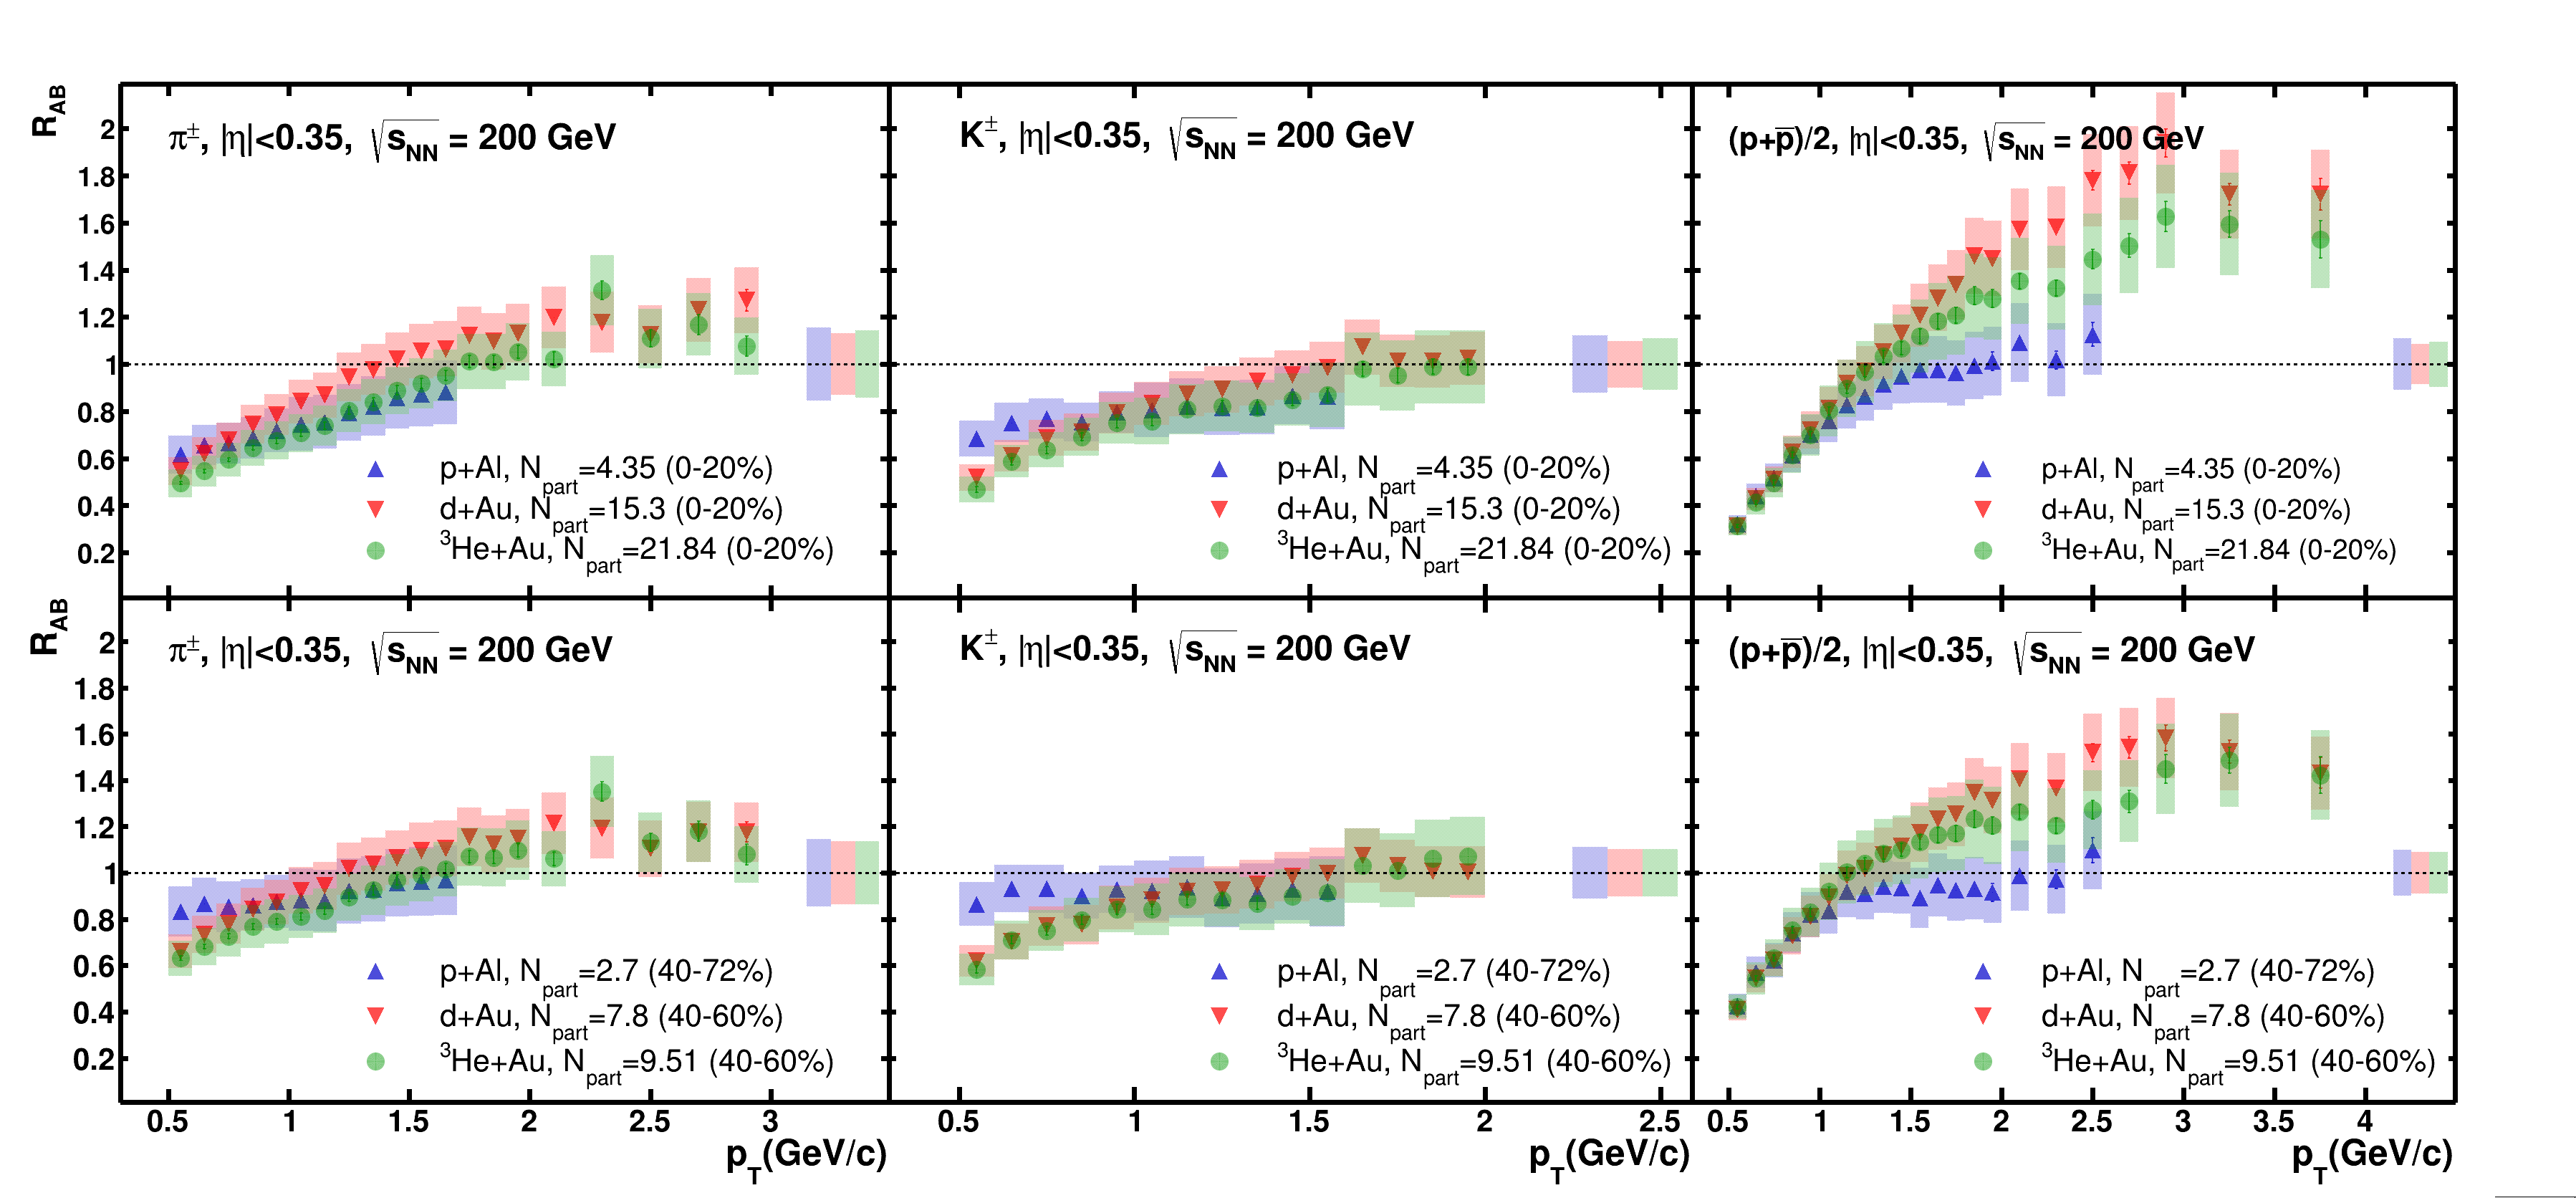 R_AB
π±, |η|<0.35, √s_NN = 200 GeV
K±, |η|<0.35, √s_NN = 200 GeV
(p+p̅)/2, |η|<0.35, √s_NN = 200 GeV
2
1.8
1.6
1.4
1.2
1
0.8
0.6
0.4
0.2
p+Al, N_part=4.35 (0-20%)
d+Au, N_part=15.3 (0-20%)
³He+Au, N_part=21.84 (0-20%)
p+Al, N_part=4.35 (0-20%)
d+Au, N_part=15.3 (0-20%)
³He+Au, N_part=21.84 (0-20%)
p+Al, N_part=4.35 (0-20%)
d+Au, N_part=15.3 (0-20%)
³He+Au, N_part=21.84 (0-20%)
R_AB
π±, |η|<0.35, √s_NN = 200 GeV
K±, |η|<0.35, √s_NN = 200 GeV
(p+p̅)/2, |η|<0.35, √s_NN = 200 GeV
2
1.8
1.6
1.4
1.2
1
0.8
0.6
0.4
0.2
p+Al, N_part=2.7 (40-72%)
d+Au, N_part=7.8 (40-60%)
³He+Au, N_part=9.51 (40-60%)
p+Al, N_part=2.7 (40-72%)
d+Au, N_part=7.8 (40-60%)
³He+Au, N_part=9.51 (40-60%)
p+Al, N_part=2.7 (40-72%)
d+Au, N_part=7.8 (40-60%)
³He+Au, N_part=9.51 (40-60%)
0.5 1 1.5 2 2.5 3
0.5 1 1.5 2 2.5
0.5 1 1.5 2 2.5 3 3.5 4
p_T(GeV/c)
p_T(GeV/c)
p_T(GeV/c)